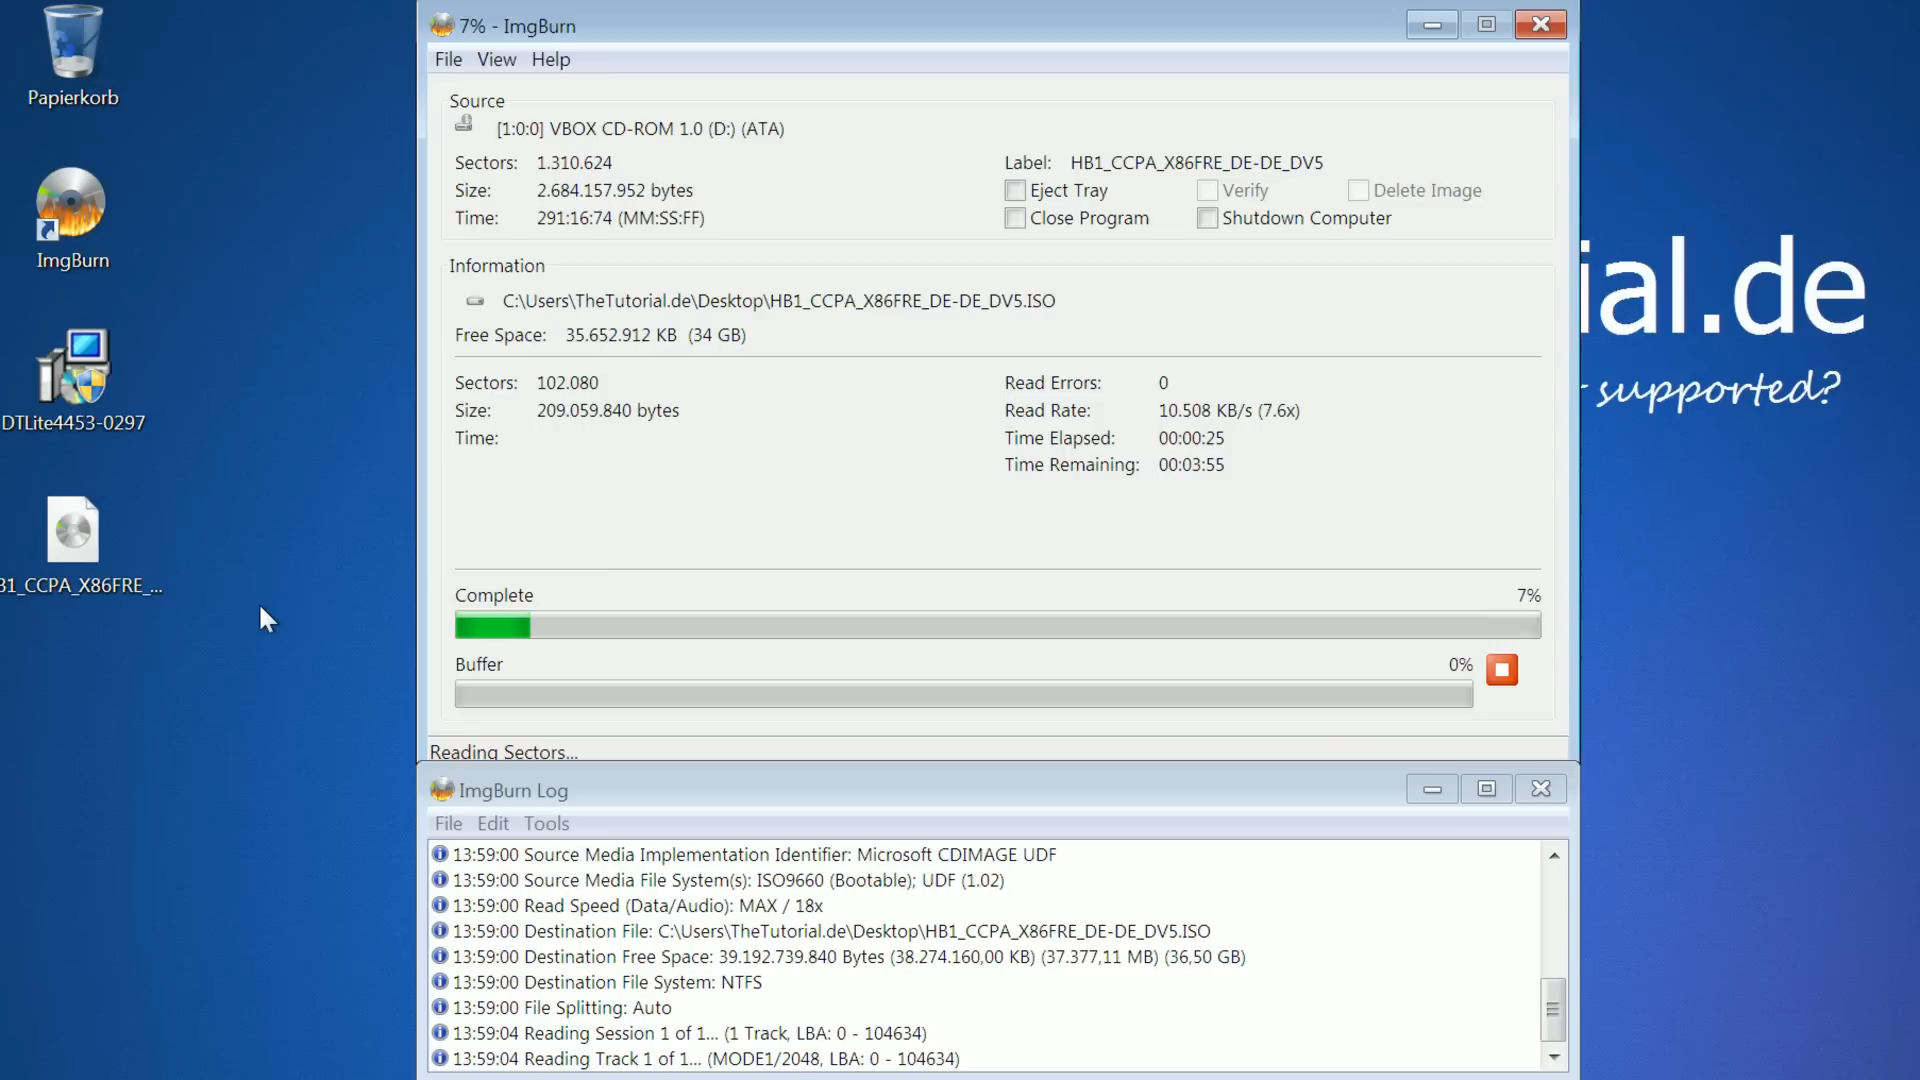 Papierkorb
ImgBurn
DTLite4453-0297
31_CCPA_X86FRE_...
7% - ImgBurn
File View Help
Source
[1:0:0] VBOX CD-ROM 1.0 (D:) (ATA)
Sectors: 1.310.624
Size: 2.684.157.952 bytes
Time: 291:16:74 (MM:SS:FF)
Label: HB1_CCPA_X86FRE_DE-DE_DV5
Eject Tray Verify Delete Image
Close Program Shutdown Computer
Information
C:\Users\TheTutorial.de\Desktop\HB1_CCPA_X86FRE_DE-DE_DV5.ISO
Free Space: 35.652.912 KB (34 GB)
Sectors: 102.080
Size: 209.059.840 bytes
Time:
Read Errors: 0
Read Rate: 10.508 KB/s (7.6x)
Time Elapsed: 00:00:25
Time Remaining: 00:03:55
Complete 7%
Buffer 0%
Reading Sectors...
ImgBurn Log
File Edit Tools
13:59:00 Source Media Implementation Identifier: Microsoft CDIMAGE UDF
13:59:00 Source Media File System(s): ISO9660 (Bootable); UDF (1.02)
13:59:00 Read Speed (Data/Audio): MAX / 18x
13:59:00 Destination File: C:\Users\TheTutorial.de\Desktop\HB1_CCPA_X86FRE_DE-DE_DV5.ISO
13:59:00 Destination Free Space: 39.192.739.840 Bytes (38.274.160,00 KB) (37.377,11 MB) (36,50 GB)
13:59:00 Destination File System: NTFS
13:59:00 File Splitting: Auto
13:59:04 Reading Session 1 of 1... (1 Track, LBA: 0 - 104634)
13:59:04 Reading Track 1 of 1... (MODE1/2048, LBA: 0 - 104634)
ial.de
supported?